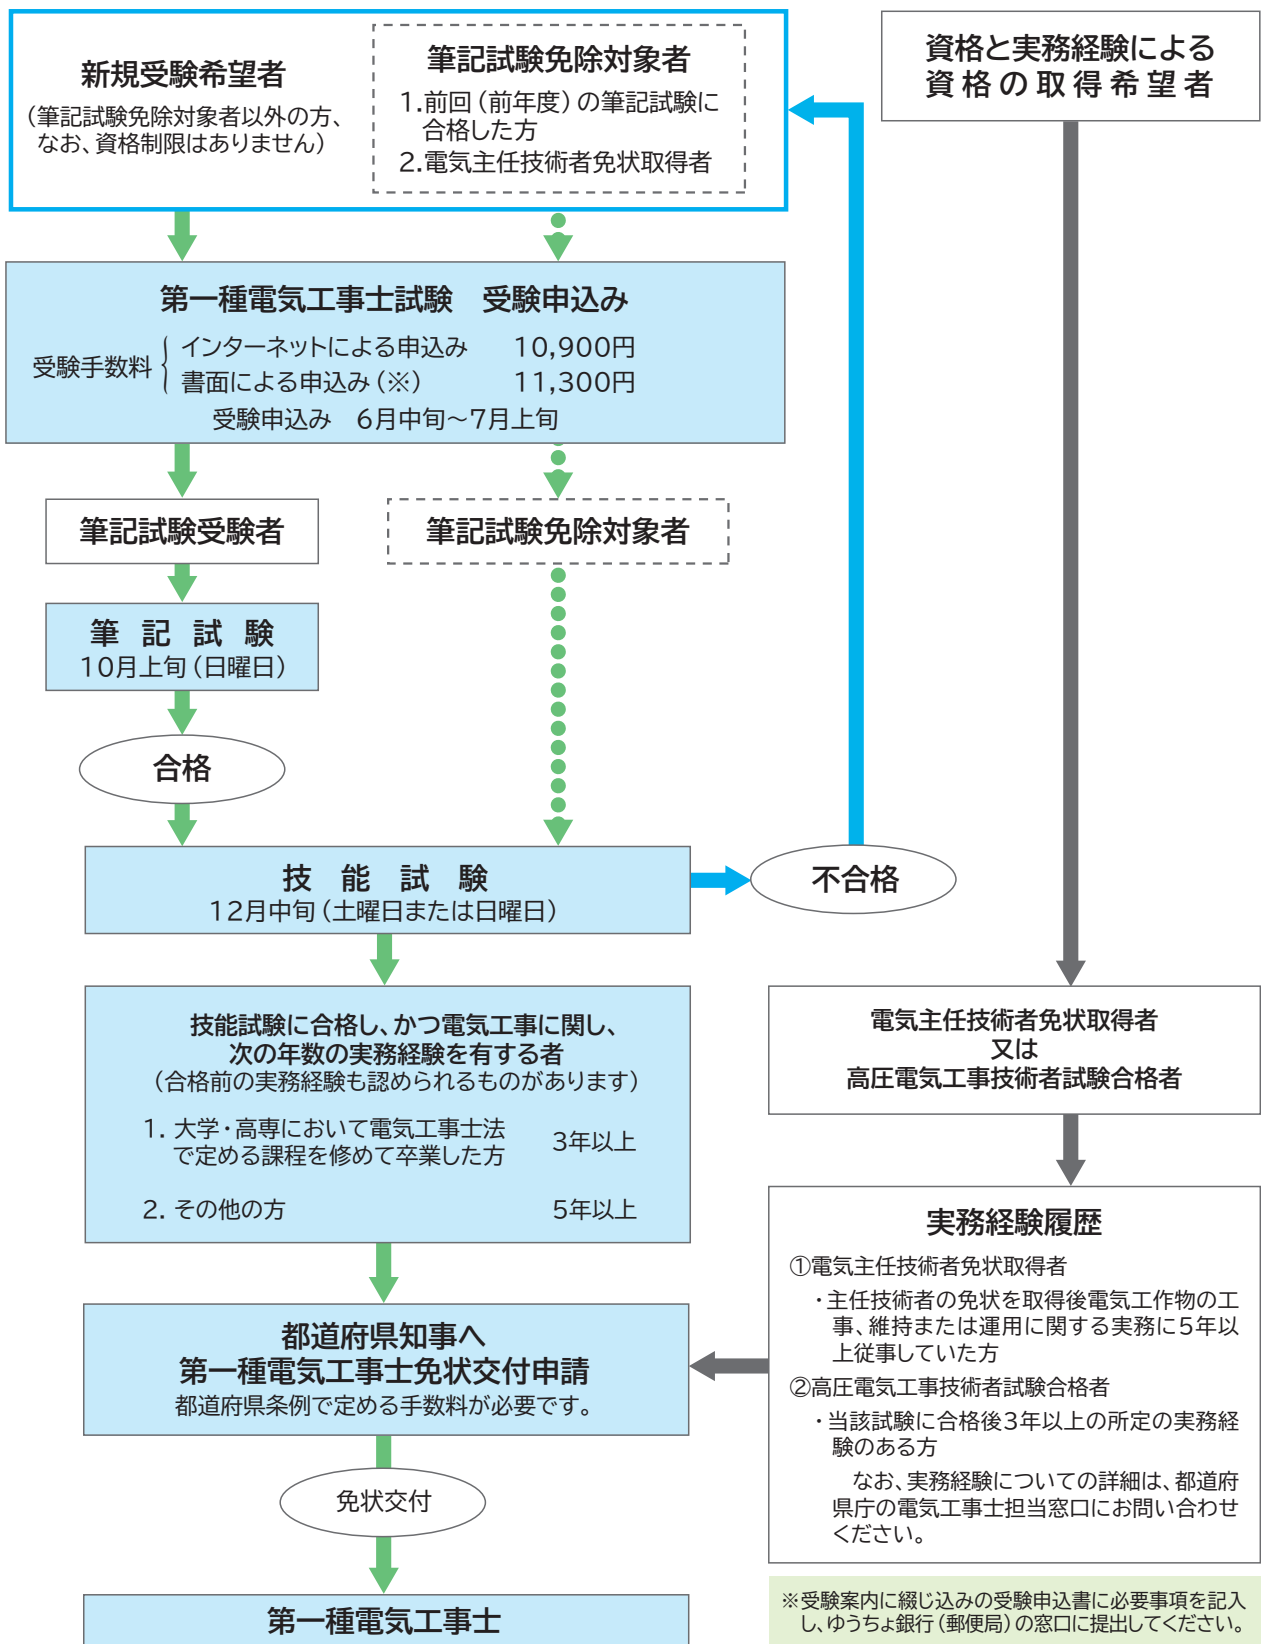 新規受験希望者
（筆記試験免除対象者以外の方、
なお、資格制限はありません）
筆記試験免除対象者
1.前回（前年度）の筆記試験に
合格した方
2.電気主任技術者免状取得者
資格と実務経験による
資格の取得希望者
第一種電気工事士試験　受験申込み
受験手数料
インターネットによる申込み　10,900円
書面による申込み（※）　11,300円
受験申込み　6月中旬～7月上旬
筆記試験受験者
筆記試験免除対象者
筆記試験
10月上旬（日曜日）
合格
技能試験
12月中旬（土曜日または日曜日）
不合格
技能試験に合格し、かつ電気工事に関し、
次の年数の実務経験を有する者
（合格前の実務経験も認められるものがあります）
1. 大学・高専において電気工事士法
で定める課程を修めて卒業した方　3年以上
2. その他の方　5年以上
電気主任技術者免状取得者
又は
高圧電気工事技術者試験合格者
実務経験履歴
①電気主任技術者免状取得者
・主任技術者の免状を取得後電気工作物の工
事、維持または運用に関する実務に5年以
上従事していた方
②高圧電気工事技術者試験合格者
・当該試験に合格後3年以上の所定の実務経
験のある方
なお、実務経験についての詳細は、都道府
県庁の電気工事士担当窓口にお問い合わせ
ください。
都道府県知事へ
第一種電気工事士免状交付申請
都道府県条例で定める手数料が必要です。
免状交付
第一種電気工事士
※受験案内に綴じ込みの受験申込書に必要事項を記入
し、ゆうちょ銀行（郵便局）の窓口に提出してください。